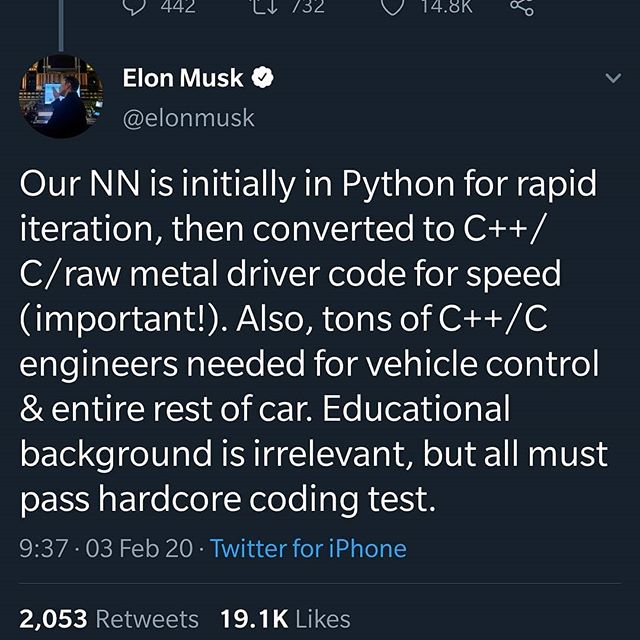 442 732 14.8K
Elon Musk
@elonmusk
Our NN is initially in Python for rapid
iteration, then converted to C++/
C/raw metal driver code for speed
(important!). Also, tons of C++/C
engineers needed for vehicle control
& entire rest of car. Educational
background is irrelevant, but all must
pass hardcore coding test.
9:37 · 03 Feb 20 · Twitter for iPhone
2,053 Retweets 19.1K Likes